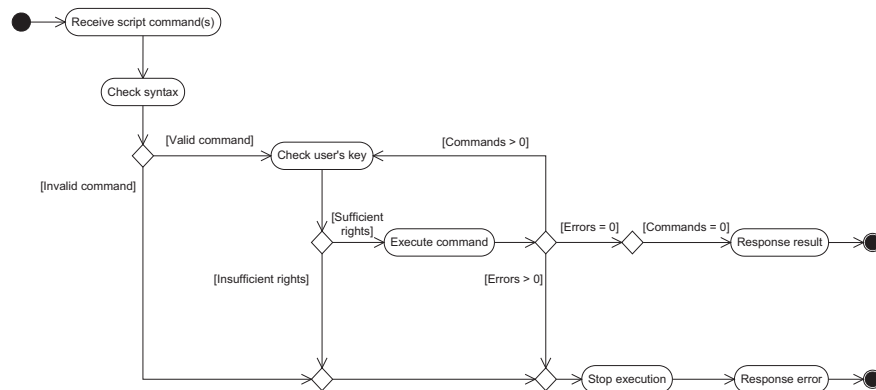 Receive script command(s)
Check syntax
[Valid command]
[Commands > 0]
Check user's key
[Invalid command]
[Sufficient
rights]
[Errors = 0]
[Commands = 0]
Execute command
Response result
[Insufficient rights]
[Errors > 0]
Stop execution
Response error